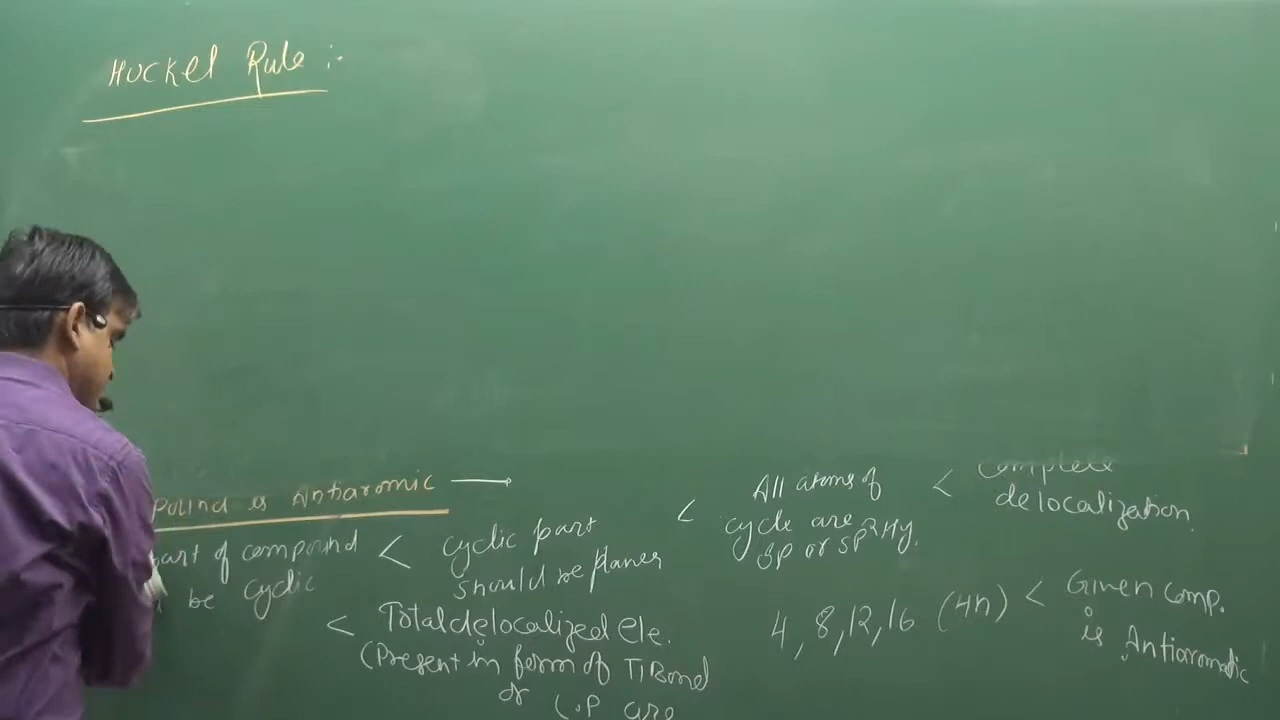 Huckel Rule :-
pound is Antiaromic →
part of compound
be cyclic
< cyclic part
should be planer
< All atoms of
cycle are
SP or SP2 Hy.
< complete
delocalization
< Total delocalized ele.
(Present in form of π Bond
or L.P are
4, 8, 12, 16 (4n)
< Given comp.
is Antiaromatic